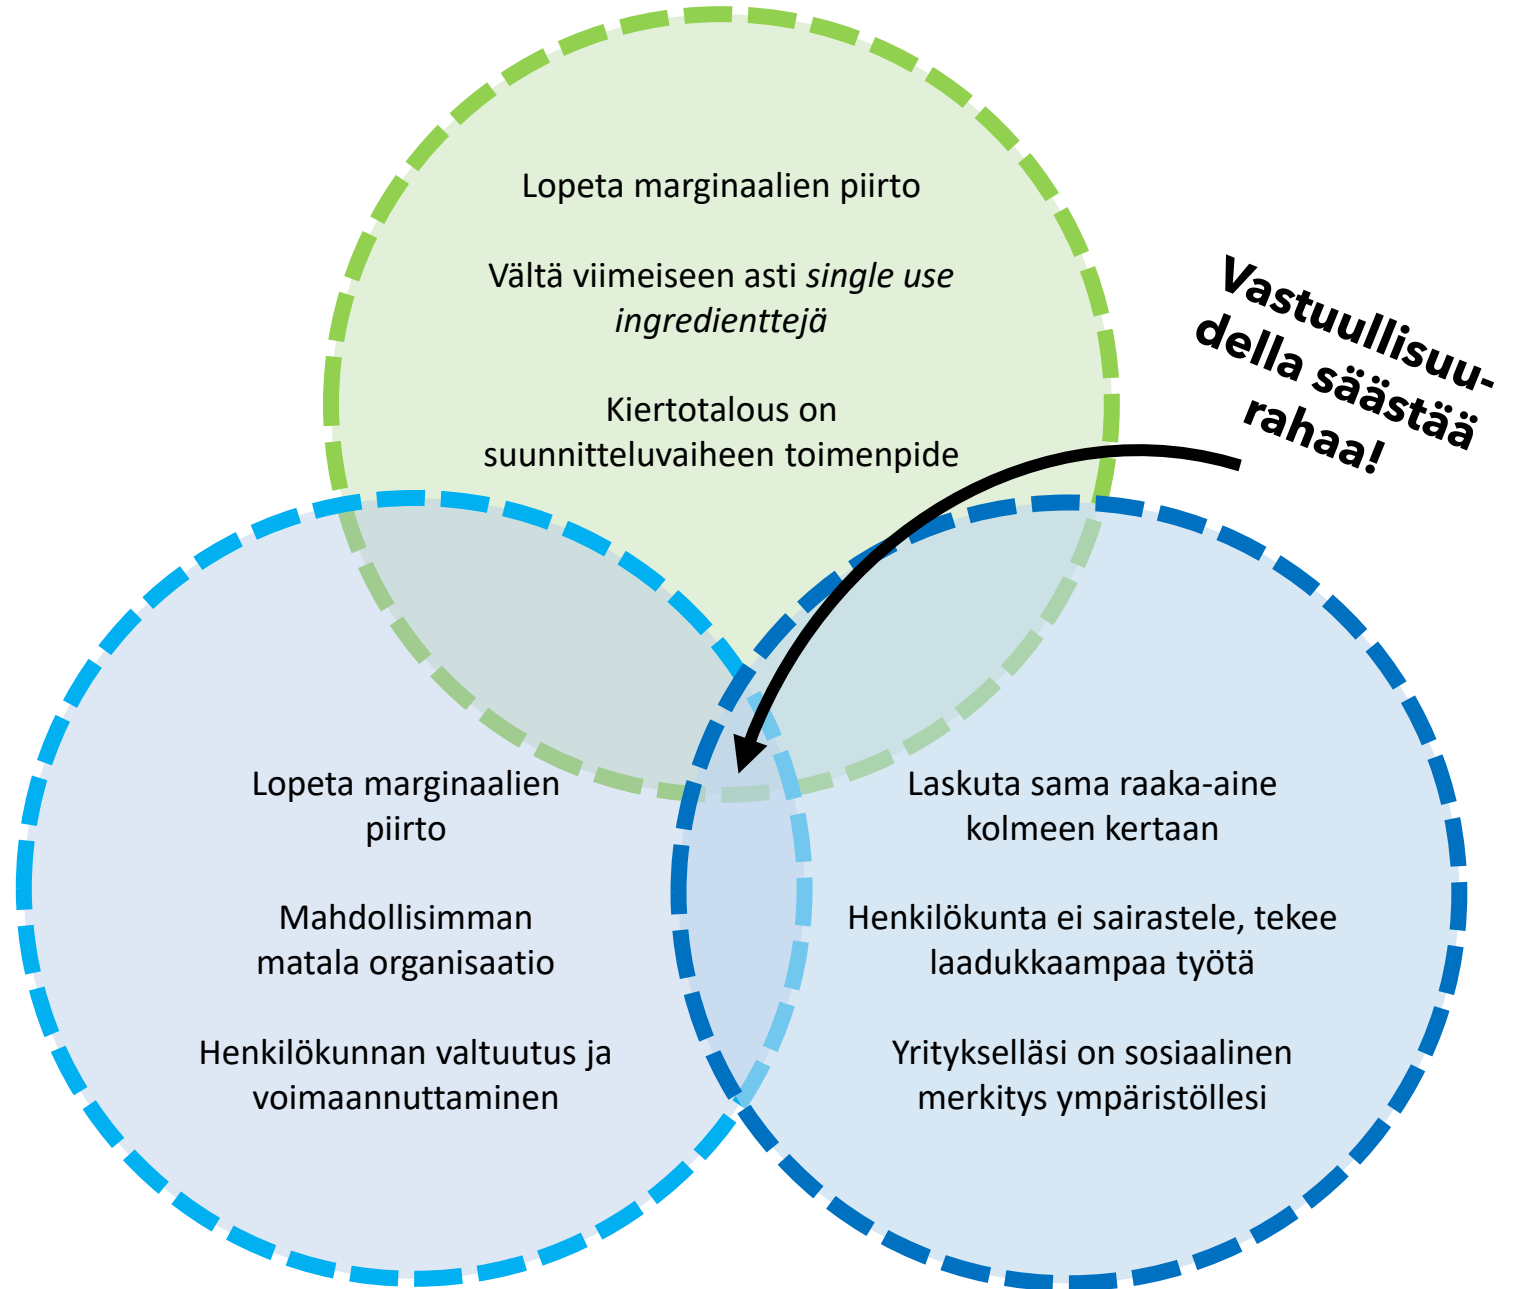 Lopeta marginaalien piirto
Vältä viimeiseen asti single use
ingredienttejä
Kiertotalous on
suunnitteluvaiheen toimenpide
Vastuullisuu-
della säästää
rahaa!
Lopeta marginaalien
piirto
Mahdollisimman
matala organisaatio
Henkilökunnan valtuutus ja
voimaannuttaminen
Laskuta sama raaka-aine
kolmeen kertaan
Henkilökunta ei sairastele, tekee
laadukkaampaa työtä
Yritykselläsi on sosiaalinen
merkitys ympäristöllesi